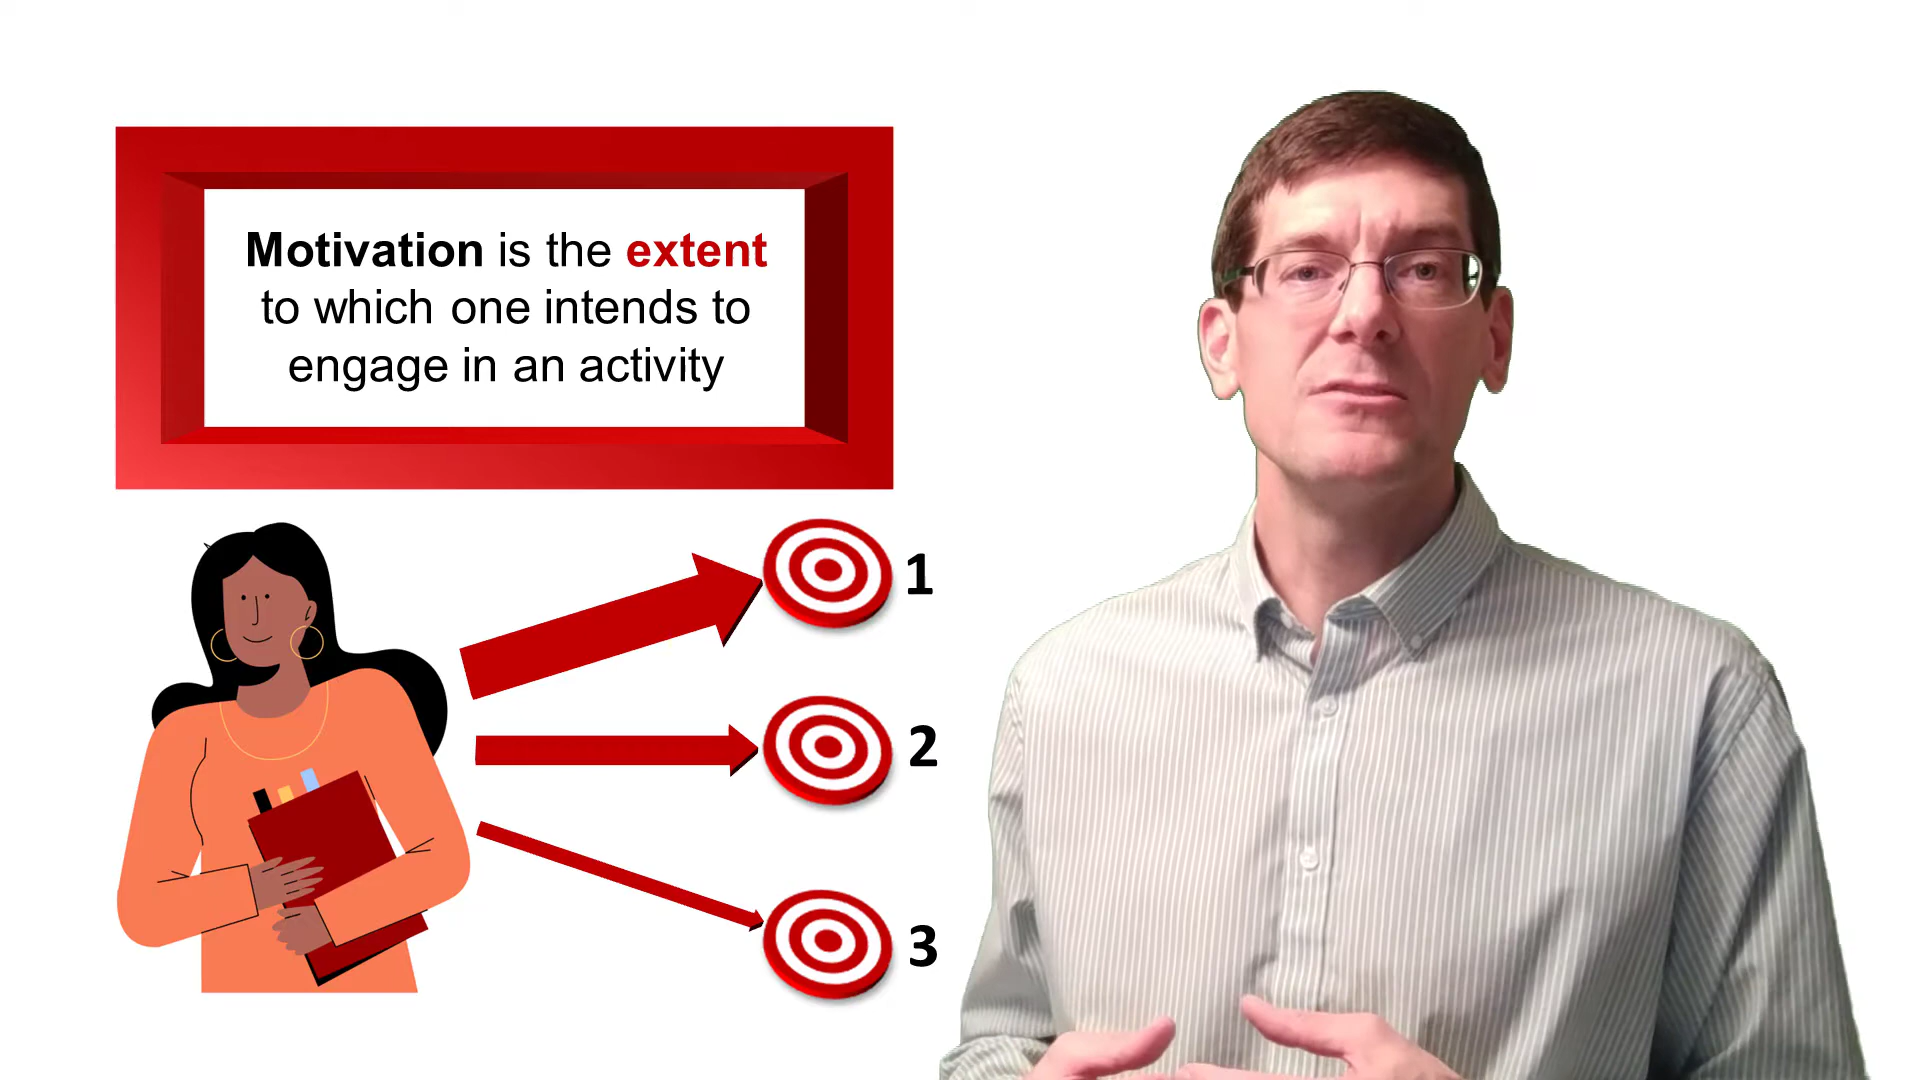 Motivation is the extent
to which one intends to
engage in an activity
1
2
3